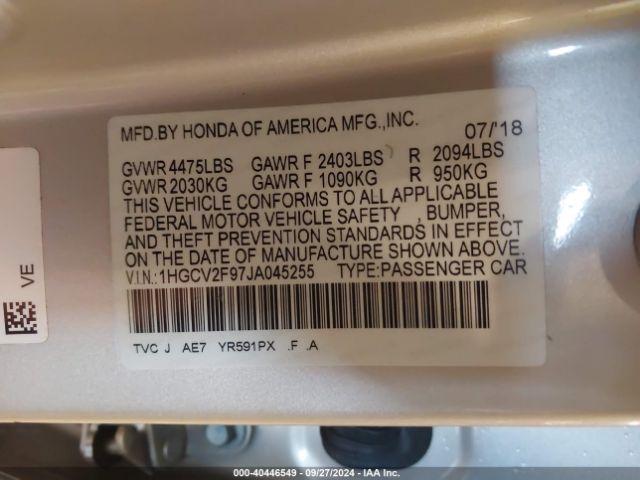 MFD.BY HONDA OF AMERICA MFG.,INC. 07/'18
GVWR 4475LBS GAWR F 2403LBS R 2094LBS
GVWR 2030KG GAWR F 1090KG R 950KG
THIS VEHICLE CONFORMS TO ALL APPLICABLE
FEDERAL MOTOR VEHICLE SAFETY , BUMPER,
AND THEFT PREVENTION STANDARDS IN EFFECT
ON THE DATE OF MANUFACTURE SHOWN ABOVE.
V.I.N.:1HGCV2F97JA045255 TYPE:PASSENGER CAR
TVC J AE7 YR591PX .F .A
VE
000-40446549 — 09/27/2024 — IAA Inc.